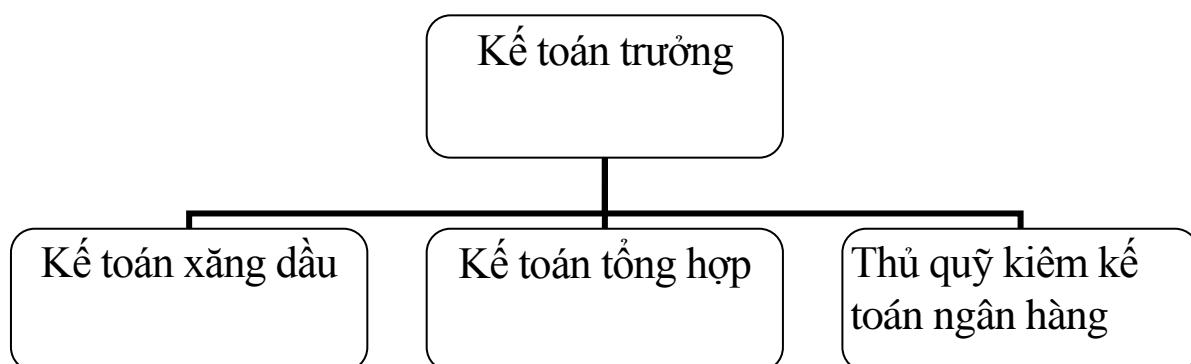 Kế toán trưởng
Kế toán xăng dầu
Kế toán tổng hợp
Thủ quỹ kiêm kế
toán ngân hàng